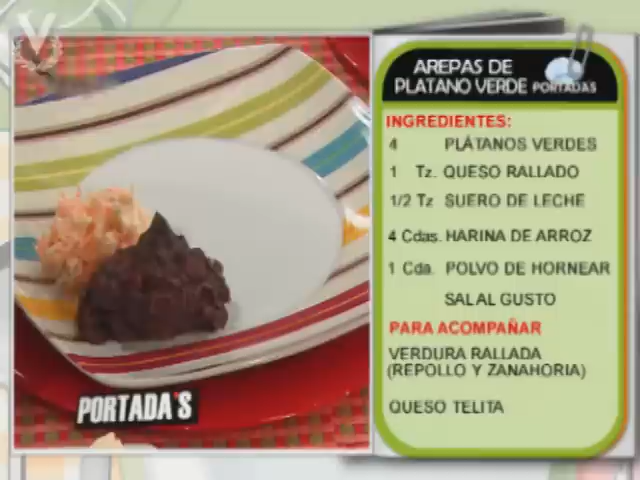 V
AREPAS DE
PLATANO VERDE PORTADA'S
INGREDIENTES:
4 PLÁTANOS VERDES
1 Tz. QUESO RALLADO
1/2 Tz SUERO DE LECHE
4 Cdas. HARINA DE ARROZ
1 Cda. POLVO DE HORNEAR
SAL AL GUSTO
PARA ACOMPAÑAR
VERDURA RALLADA
(REPOLLO Y ZANAHORIA)
QUESO TELITA
PORTADA'S